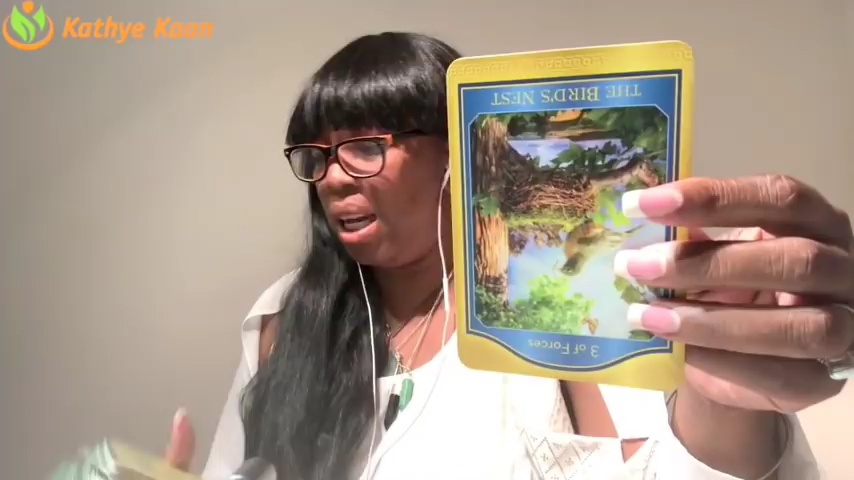 Kathye Kaan
THE BIRD'S NEST
3 of Forces